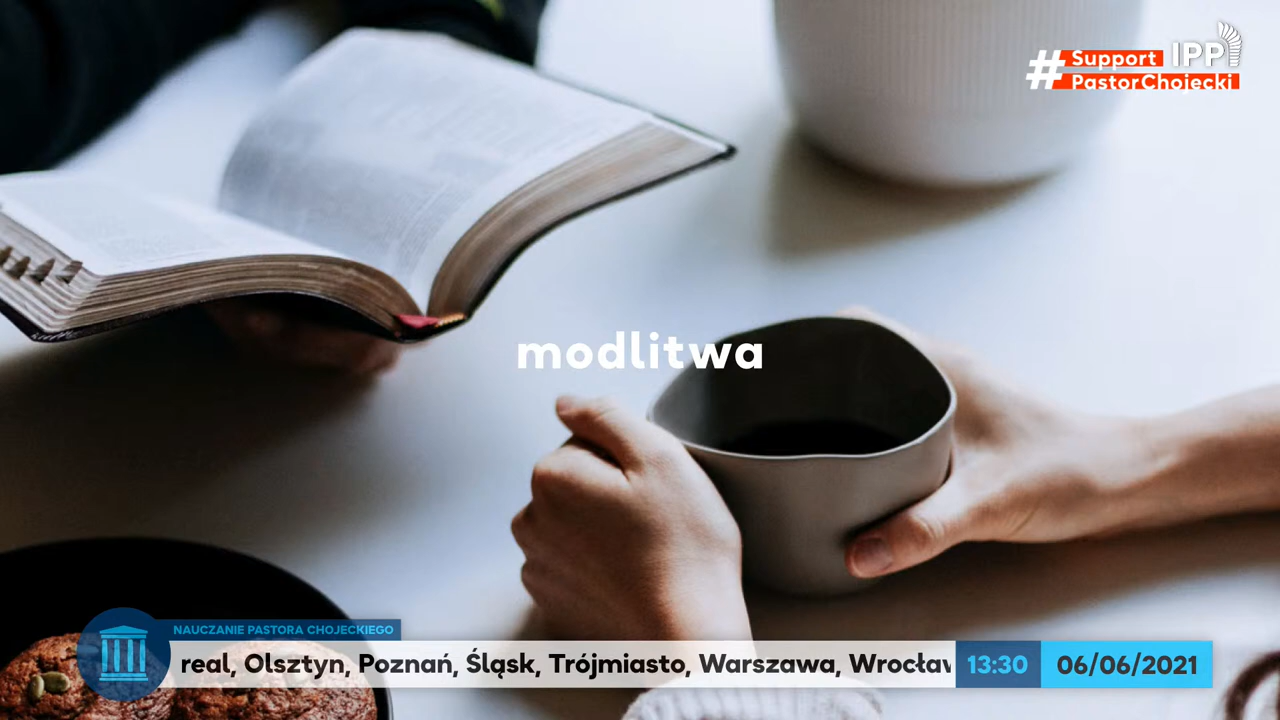 #Support IPP
PastorChojecki
modlitwa
NAUCZANIE PASTORA CHOJECKIEGO
real, Olsztyn, Poznań, Śląsk, Trójmiasto, Warszawa, Wrocław 13:30 06/06/2021